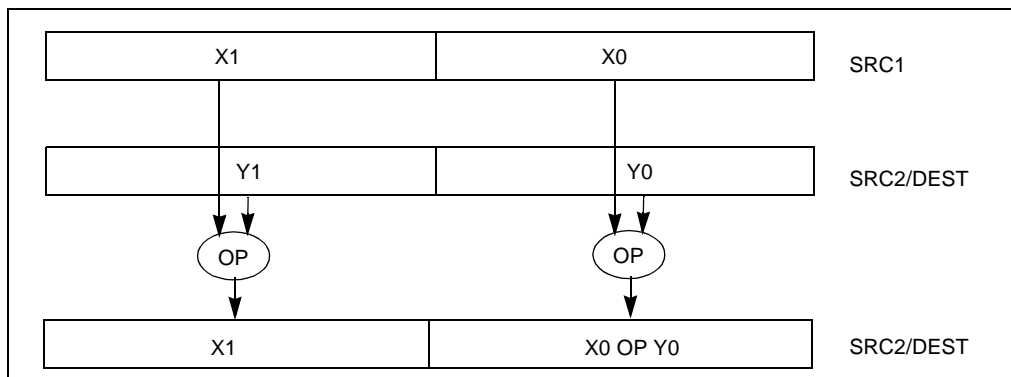 X1 X0 SRC1
Y1 Y0 SRC2/DEST
OP OP
X1 X0 OP Y0 SRC2/DEST